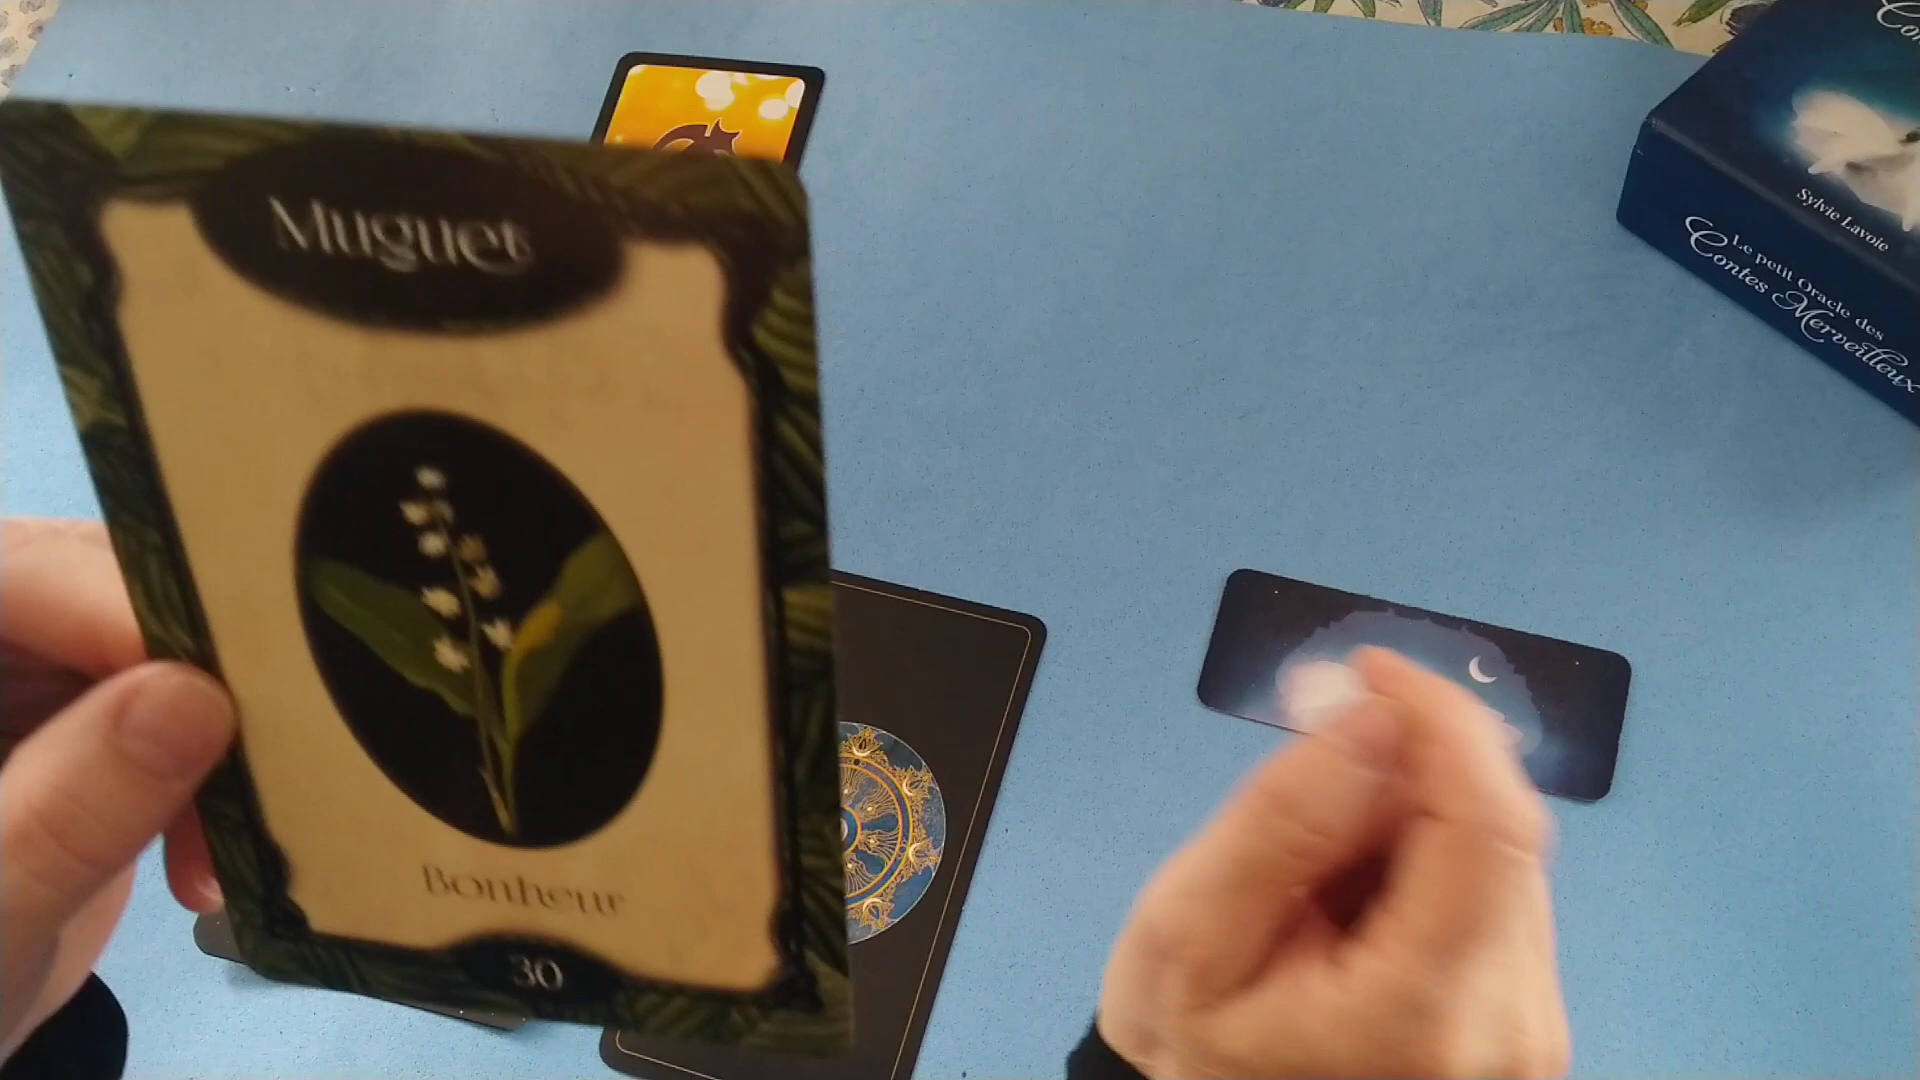 Muguet
Bonheur
30
Sylvie Lavoie
Le petit Oracle des
Contes Merveilleux